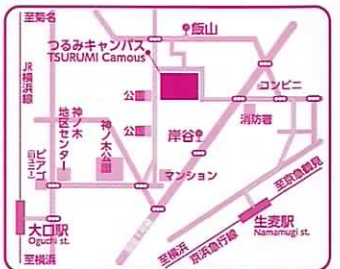 至菊名
飯山
つるみキャンパス
TSURUMI Camous
JR横浜線
コンビニ
公園
消防署
神ノ木
地区センター
神ノ木公園
公園
岸谷
ピアゴ
マンション
至京急鶴見
大口駅
Oguchi st.
生麦駅
Namamugi st.
至横浜
至横浜
京浜急行線